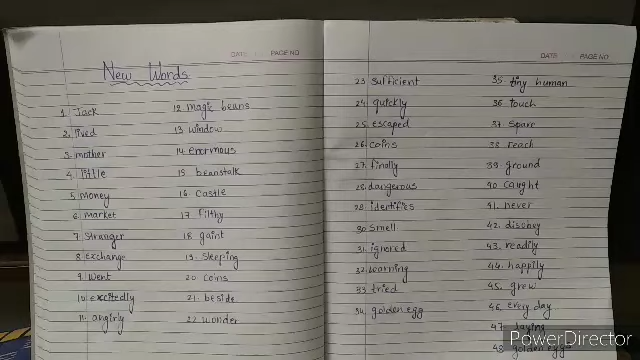 DATE PAGE NO
New Words
1. Jack
2. lived
3. mother
4. little
5. Money
6. Market
7. Stranger
8. Exchange
9. Went
10. excitedly
11. angirly
12. magic beans
13. window
14. enormous
15. beanstalk
16. Castle
17. Filthy
18. gaint
19. Sleeping
20. Coins
21. beside
22. wonder
DATE PAGE NO
23. Sufficient
24. quickly
25. escaped
26. coins
27. finally
28. dangerous
29. identifies
30. Smell
31. ignored
32. warning
33. tried
34. golden egg
35. tiny human
36. touch
37. Spare
38. reach
39. ground
40. caught
41. never
42. disobey
43. readily
44. happily
45. grew
46. every day
47. laying
48. golden eggs
PowerDirector